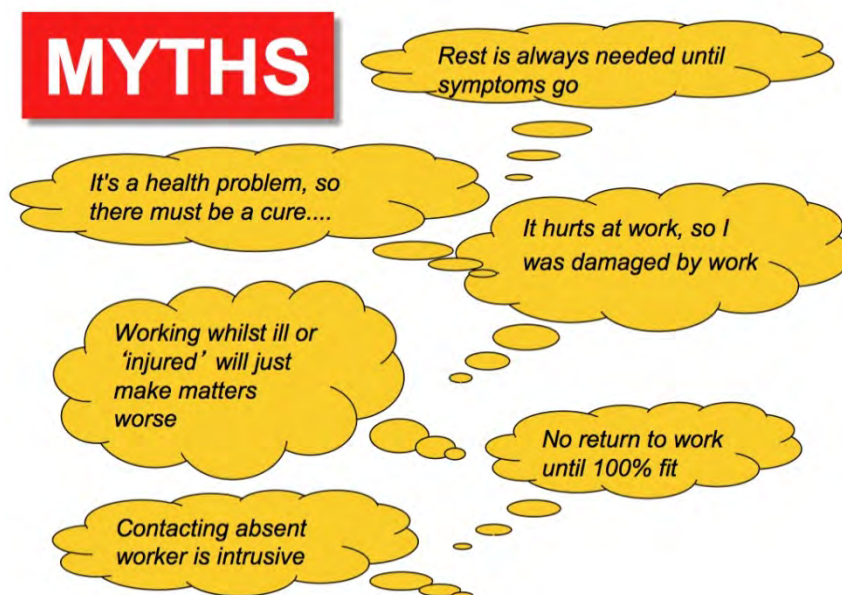 MYTHS
Rest is always needed until
symptoms go
It's a health problem, so
there must be a cure....
It hurts at work, so I
was damaged by work
Working whilst ill or
‘injured’ will just
make matters
worse
No return to work
until 100% fit
Contacting absent
worker is intrusive